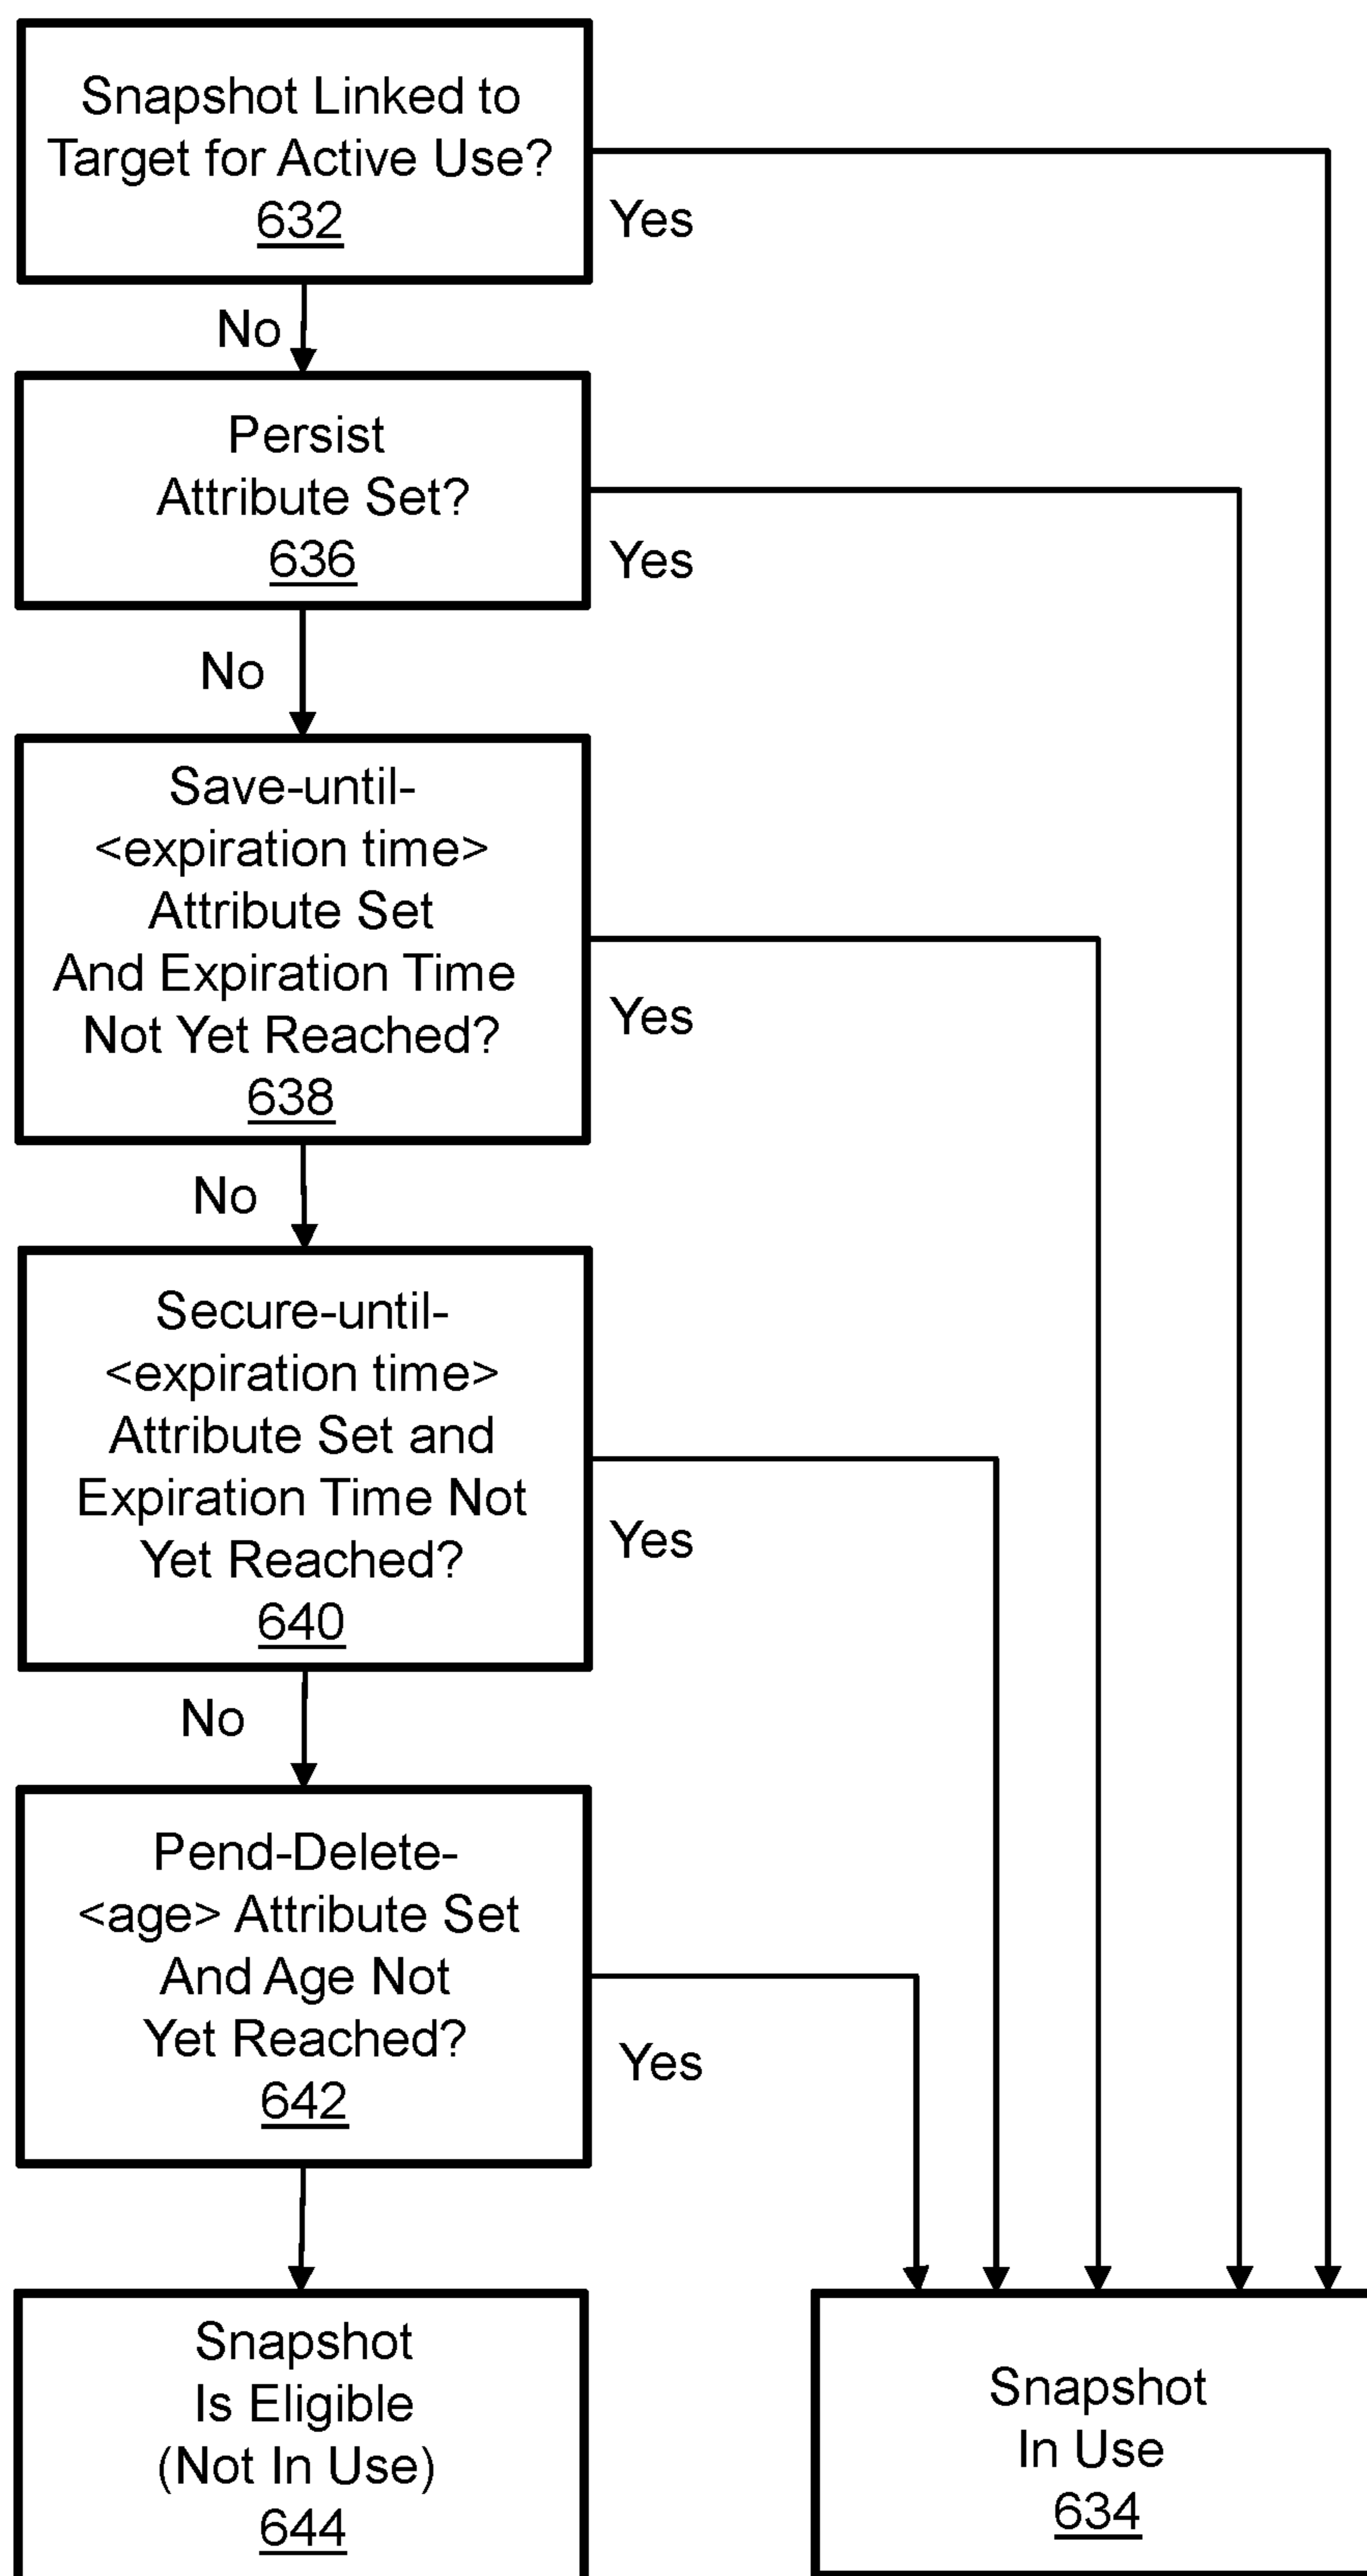 Snapshot Linked to
Target for Active Use?
632
Yes
No
Persist
Attribute Set?
636
Yes
No
Save-until-
<expiration time>
Attribute Set
And Expiration Time
Not Yet Reached?
638
Yes
No
Secure-until-
<expiration time>
Attribute Set and
Expiration Time Not
Yet Reached?
640
Yes
No
Pend-Delete-
<age> Attribute Set
And Age Not
Yet Reached?
642
Yes
Snapshot
Is Eligible
(Not In Use)
644
Snapshot
In Use
634